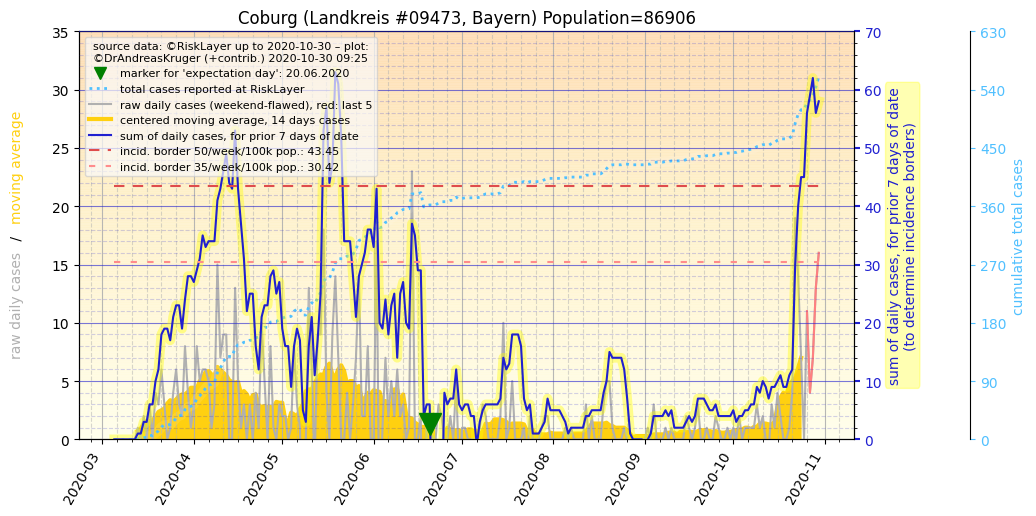 Coburg (Landkreis #09473, Bayern) Population=86906
source data: ©RiskLayer up to 2020-10-30 – plot:
©DrAndreasKruger (+contrib.) 2020-10-30 09:25
marker for 'expectation day': 20.06.2020
total cases reported at RiskLayer
raw daily cases (weekend-flawed), red: last 5
centered moving average, 14 days cases
sum of daily cases, for prior 7 days of date
incid. border 50/week/100k pop.: 43.45
incid. border 35/week/100k pop.: 30.42
raw daily cases / moving average
35
30
25
20
15
10
5
0
70
60
50
40
30
20
10
0
sum of daily cases, for prior 7 days of date
(to determine incidence borders)
630
540
450
360
270
180
90
0
cumulative total cases
2020-03
2020-04
2020-05
2020-06
2020-07
2020-08
2020-09
2020-10
2020-11